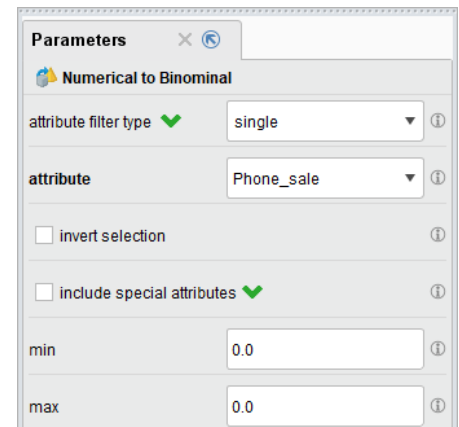 Parameters
Numerical to Binominal
attribute filter type single
attribute Phone_sale
invert selection
include special attributes
min 0.0
max 0.0